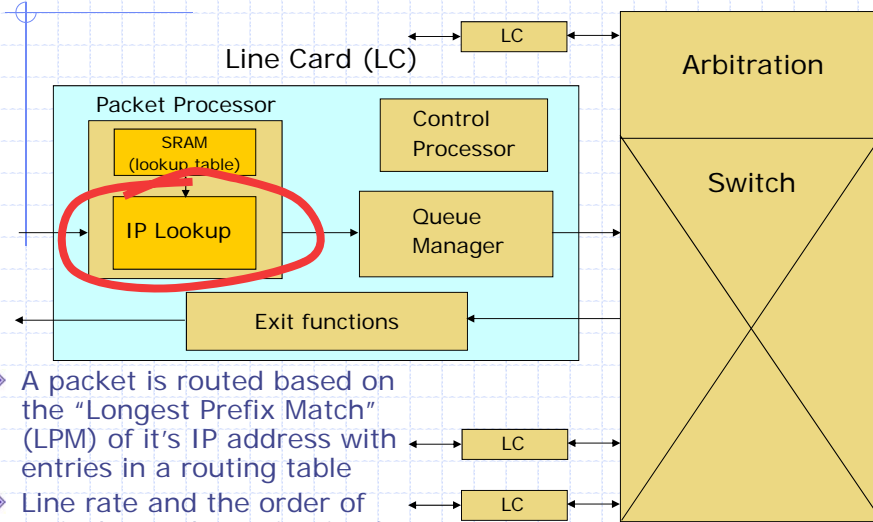 LC
Line Card (LC)
Arbitration
Packet Processor
SRAM
(lookup table)
Control
Processor
Switch
IP Lookup
Queue
Manager
Exit functions
A packet is routed based on
the “Longest Prefix Match”
(LPM) of it's IP address with
entries in a routing table
LC
Line rate and the order of
LC